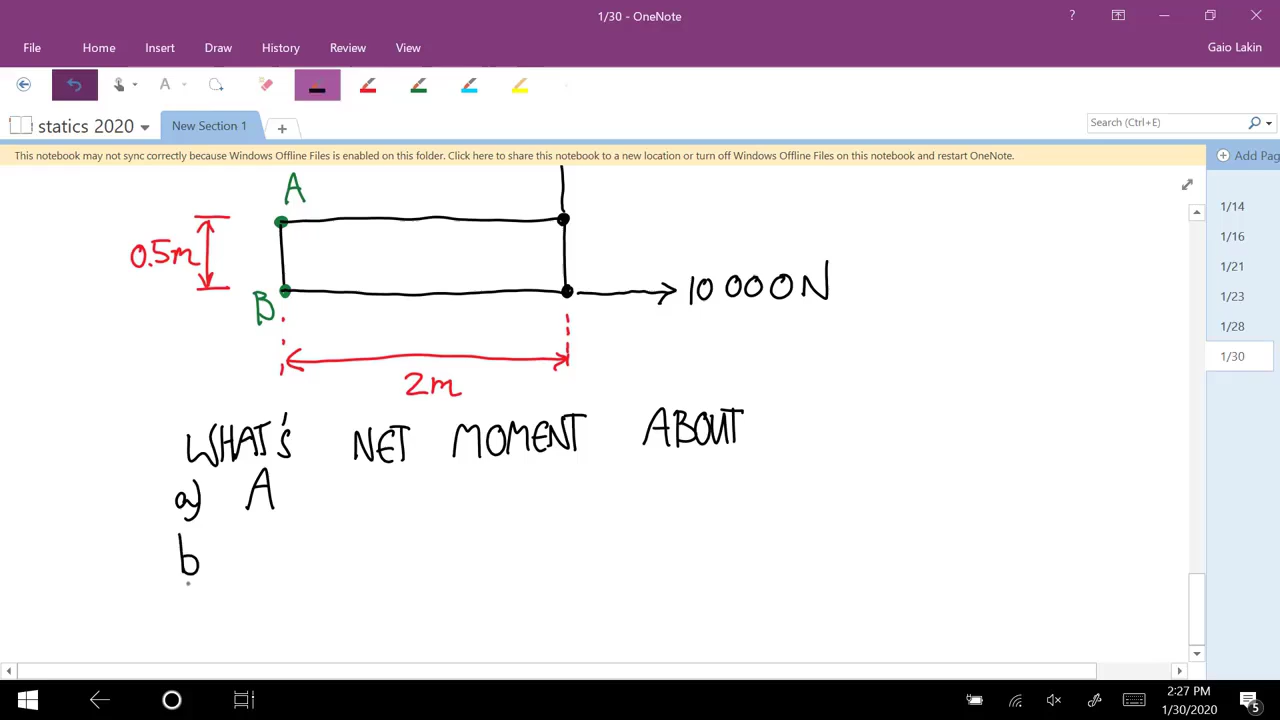 1/30 - OneNote
?
File Home Insert Draw History Review View
Gaio Lakin
A
statics 2020
New Section 1
+
Search (Ctrl+E)
This notebook may not sync correctly because Windows Offline Files is enabled on this folder. Click here to share this notebook to a new location or turn off Windows Offline Files on this notebook and restart OneNote.
Add Pag
1/14
1/16
1/21
1/23
1/28
1/30
A
0.5m
B
10 000N
2m
WHAT'S NET MOMENT ABOUT
a) A
b
2:27 PM
1/30/2020
5